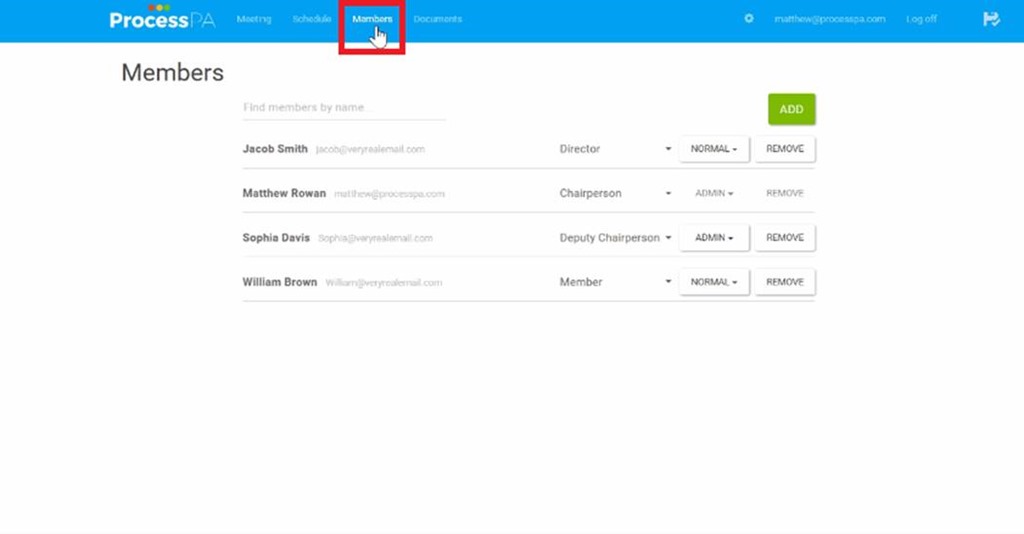 ProcessPA Meeting Schedule Members Documents matthew@processpa.com Log off
Members
Find members by name...
ADD
Jacob Smith jacob@veryrealemail.com Director NORMAL REMOVE
Matthew Rowan matthew@processpa.com Chairperson ADMIN REMOVE
Sophia Davis Sophia@veryrealemail.com Deputy Chairperson ADMIN REMOVE
William Brown William@veryrealemail.com Member NORMAL REMOVE